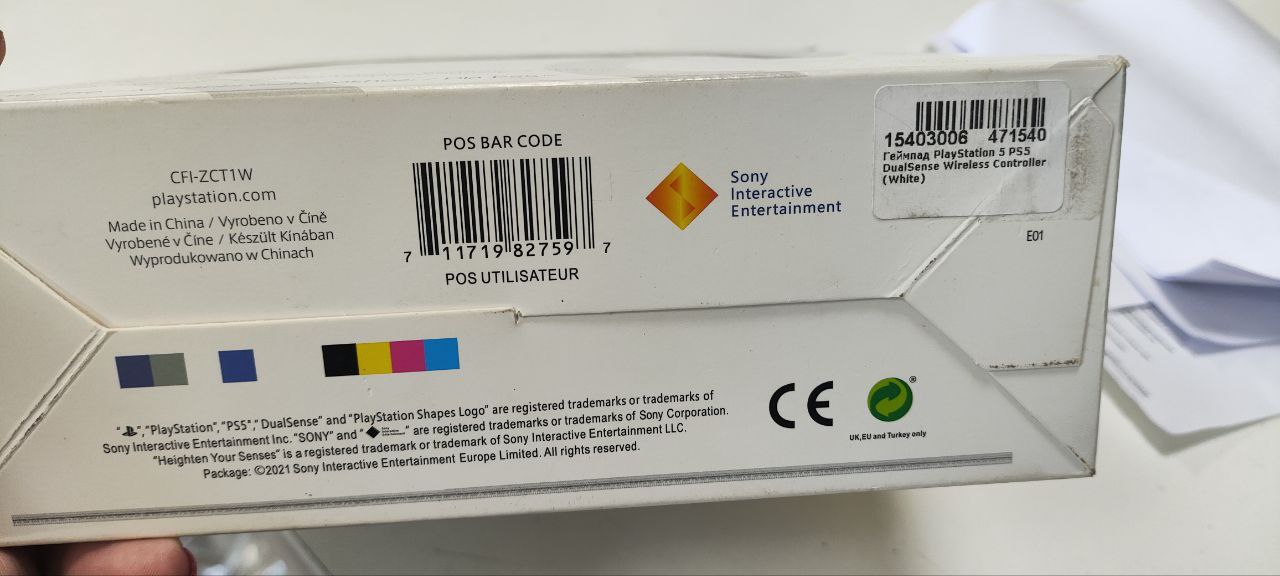 CFI-ZCT1W
playstation.com
Made in China / Vyrobeno v Číně
Vyrobené v Číne / Készült Kínában
Wyprodukowano w Chinach
POS BAR CODE
7 11719 82759 7
POS UTILISATEUR
Sony
Interactive
Entertainment
15403006 471540
Геймпад PlayStation 5 PS5
DualSense Wireless Controller
(White)
E01
" ","PlayStation","PS5","DualSense" and "PlayStation Shapes Logo" are registered trademarks or trademarks of
Sony Interactive Entertainment Inc. "SONY" and " " are registered trademarks or trademarks of Sony Corporation.
"Heighten Your Senses" is a registered trademark or trademark of Sony Interactive Entertainment LLC.
Package: ©2021 Sony Interactive Entertainment Europe Limited. All rights reserved.
CE
®
UK,EU and Turkey only